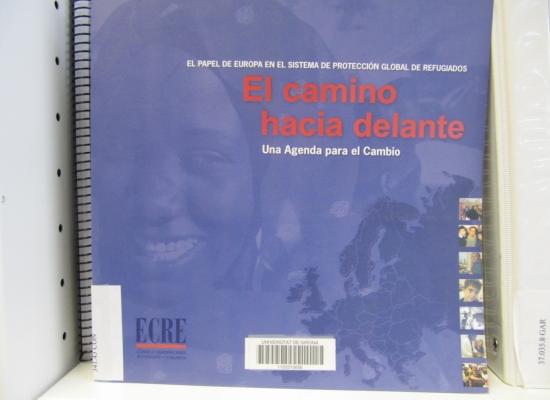 EL PAPEL DE EUROPA EN EL SISTEMA DE PROTECCIÓN GLOBAL DE REFUGIADOS
El camino
hacia delante
Una Agenda para el Cambio
ECRE
UNIVERSITAT DE GIRONA
37.035.8 GAR